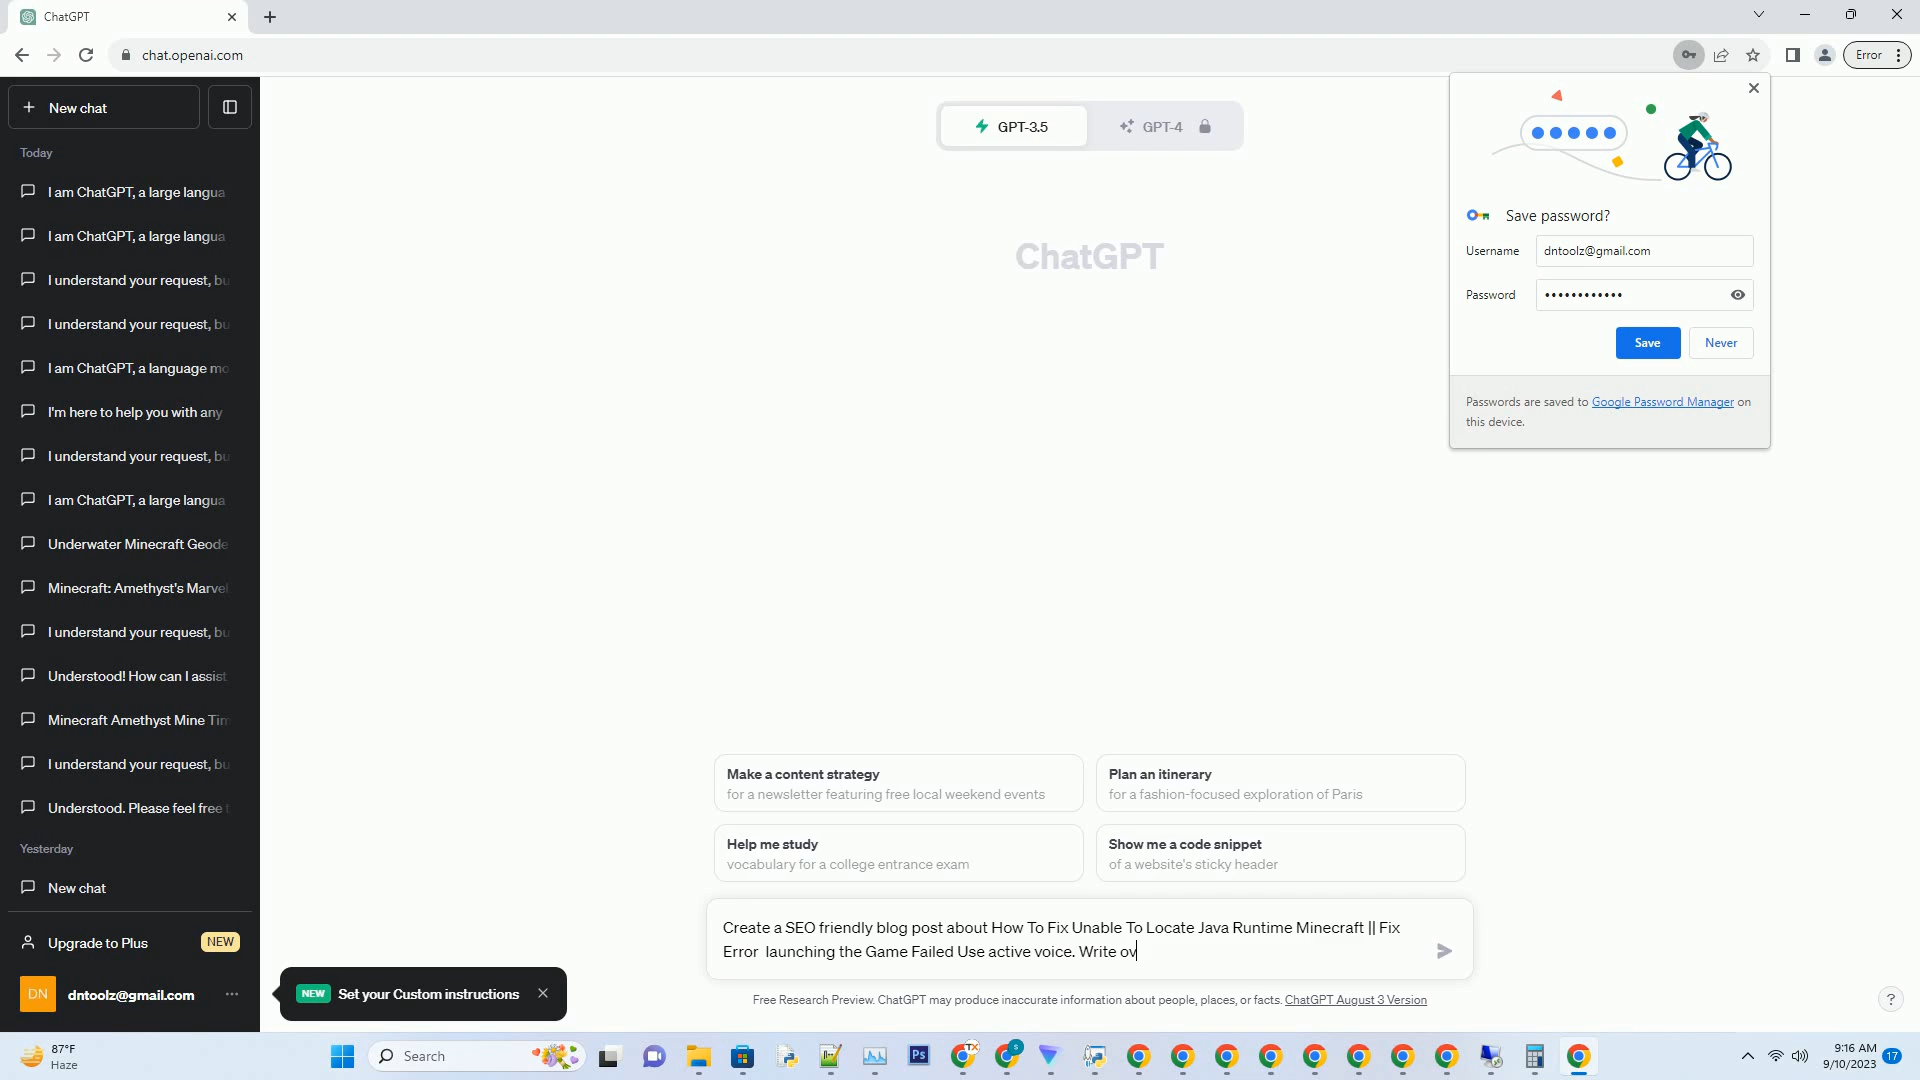 ChatGPT
chat.openai.com
Error
New chat
Today
I am ChatGPT, a large langua
I am ChatGPT, a large langua
I understand your request, bu
I understand your request, bu
I am ChatGPT, a language mo
I'm here to help you with any
I understand your request, bu
I am ChatGPT, a large langua
Underwater Minecraft Geode
Minecraft: Amethyst's Marvel
I understand your request, bu
Understood! How can I assist
Minecraft Amethyst Mine Tim
I understand your request, bu
Understood. Please feel free t
Yesterday
New chat
Upgrade to Plus NEW
DN dntoolz@gmail.com
GPT-3.5 GPT-4
ChatGPT
Save password?
Username dntoolz@gmail.com
Password ••••••••••••
Save Never
Passwords are saved to Google Password Manager on
this device.
Make a content strategy
for a newsletter featuring free local weekend events
Plan an itinerary
for a fashion-focused exploration of Paris
Help me study
vocabulary for a college entrance exam
Show me a code snippet
of a website's sticky header
Create a SEO friendly blog post about How To Fix Unable To Locate Java Runtime Minecraft || Fix
Error launching the Game Failed Use active voice. Write ov
NEW Set your Custom instructions
Free Research Preview. ChatGPT may produce inaccurate information about people, places, or facts. ChatGPT August 3 Version
?
87°F
Haze
Search
Ps
TX
s
9:16 AM
9/10/2023
17